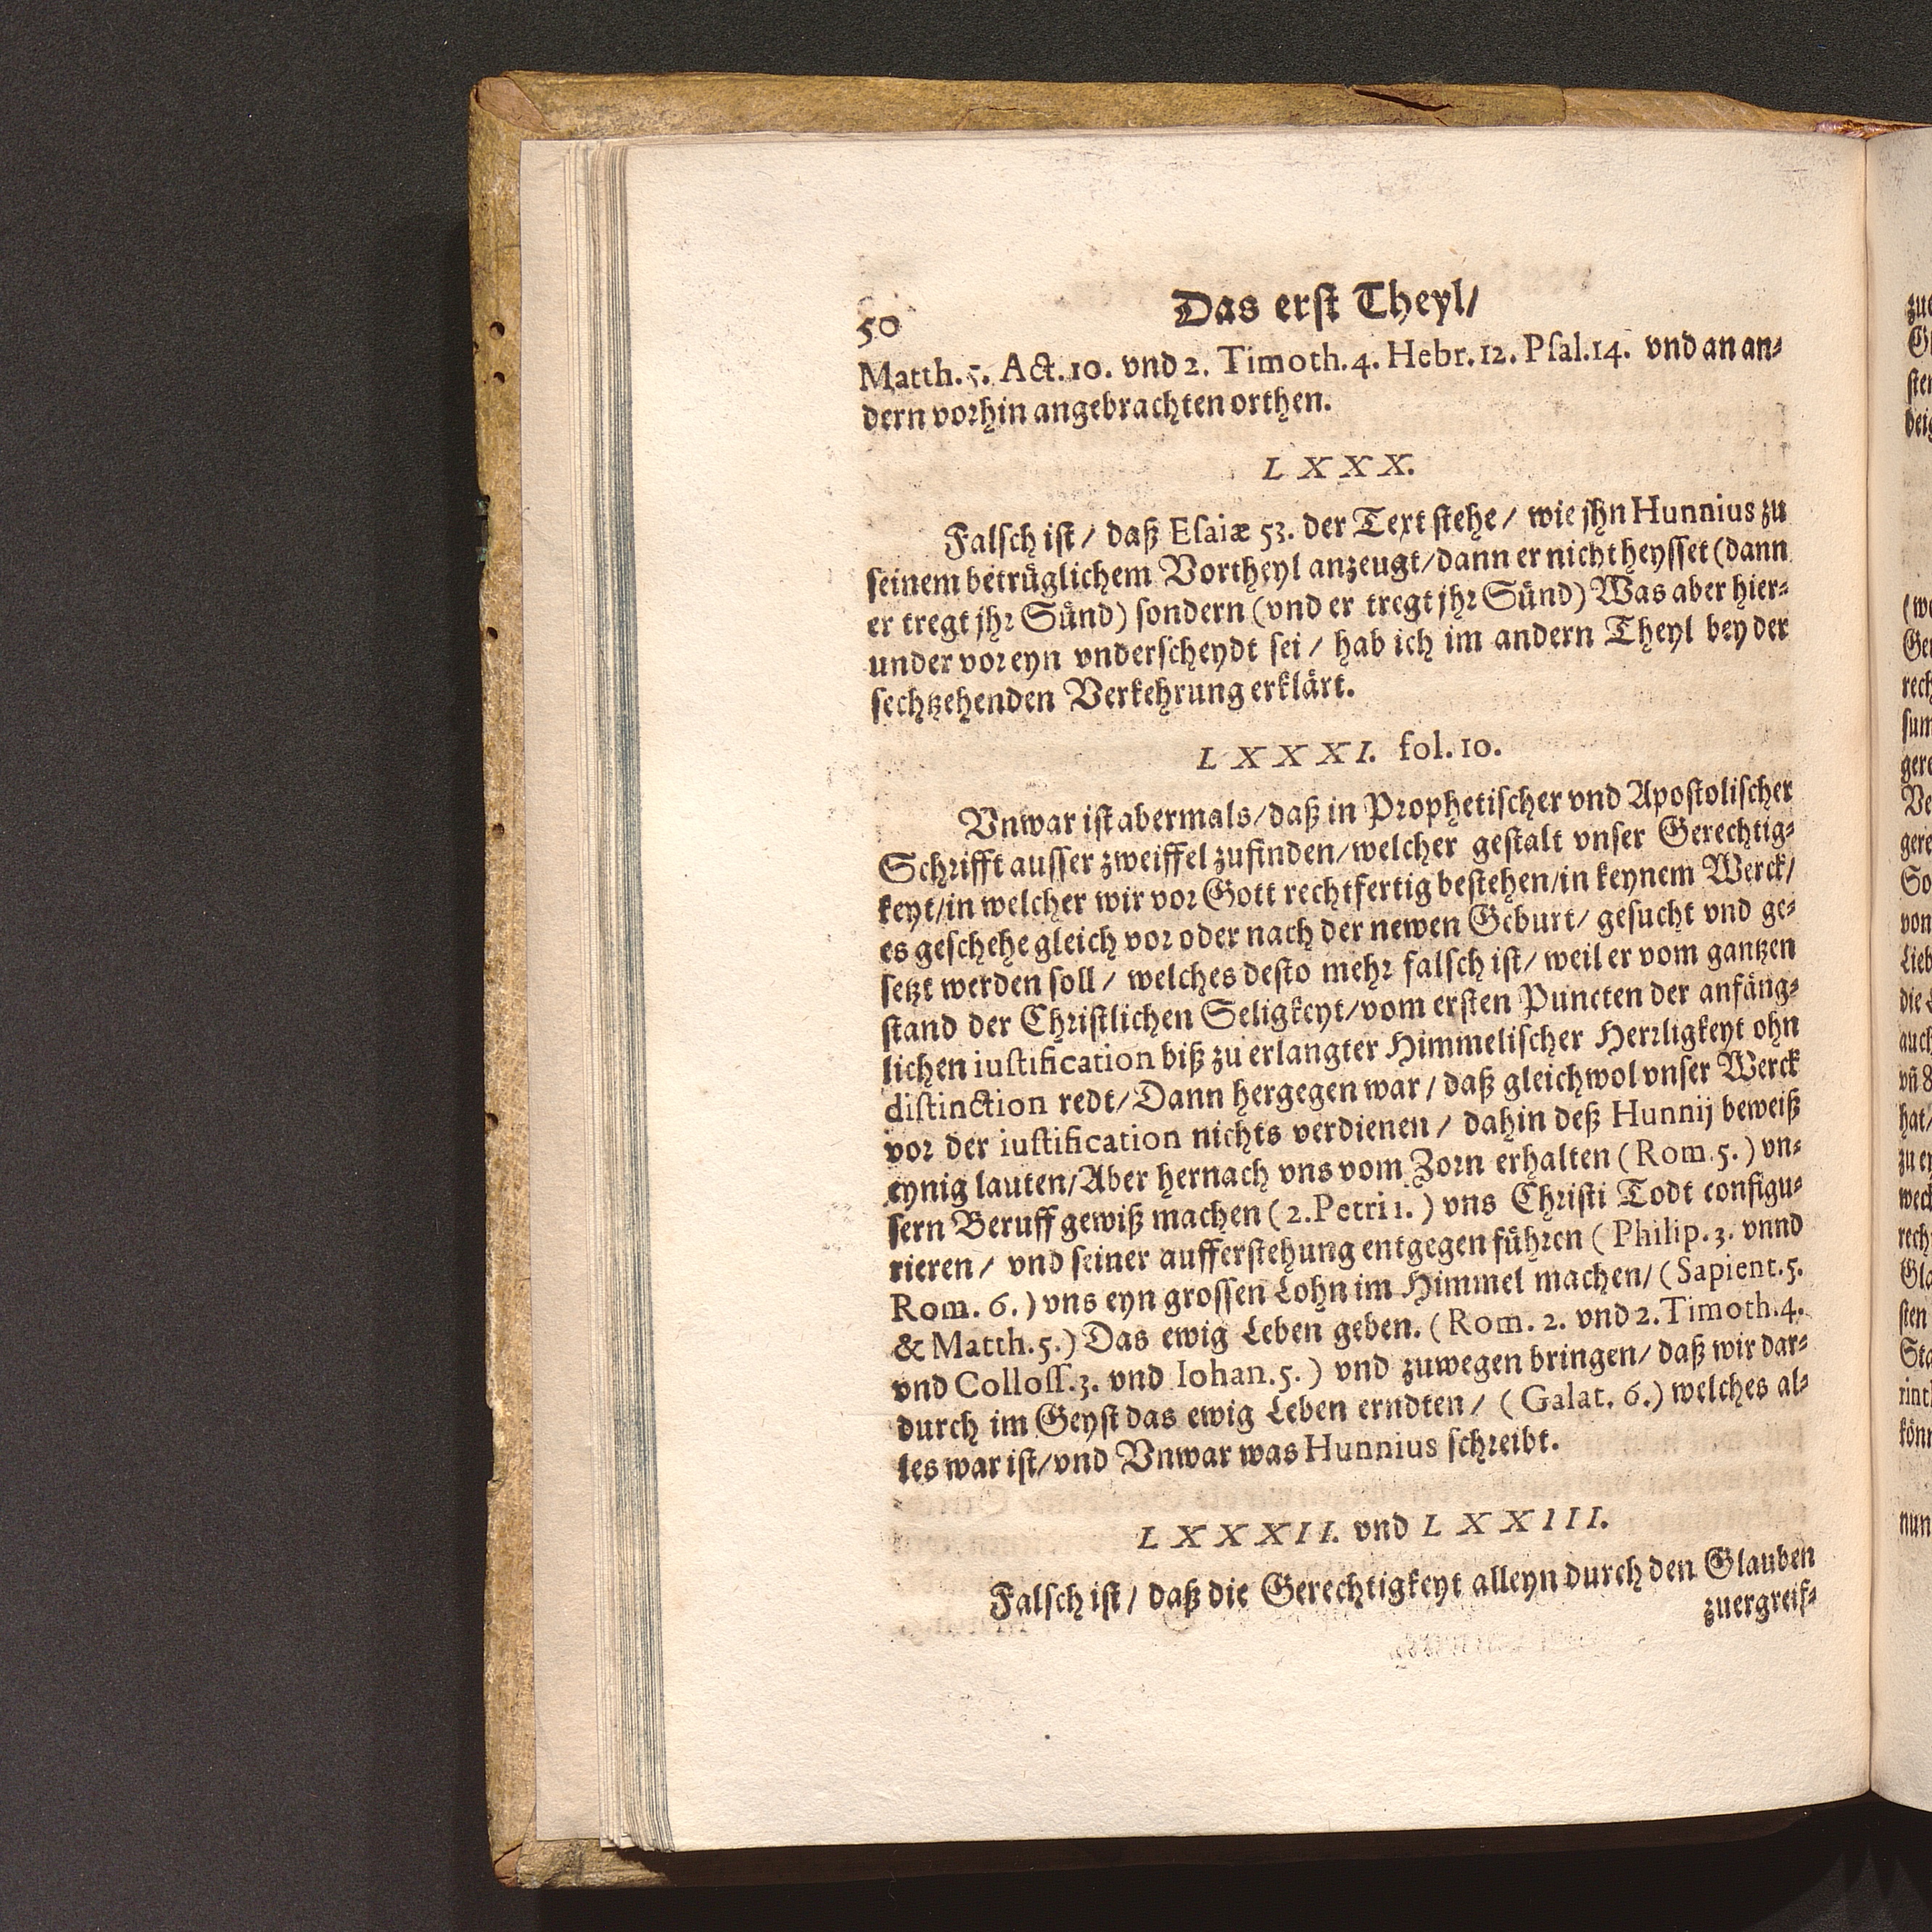 50
Das erst Theyl/
Matth. 5. Act. 10. vnd 2. Timoth. 4. Hebr. 12. Pſal. 14. vnd an an⸗
dern vorhin angebrachten orthen.
LXXX.
Falſch iſt / daß Eſaiæ 53. der Text ſtehe / wie jhn Hunnius zu
ſeinem betrüglichem Vortheyl anzeugt/dann er nicht heyſſet (dann
er tregt jhr Sünd) ſondern (vnd er tregt jhr Sünd) Was aber hier⸗
under vor eyn vnderſcheydt ſei / hab ich im andern Theyl bey der
ſechtzehenden Verkehrung erklärt.
LXXXI. fol. 10.
Vnwar iſt abermals/daß in Prophetiſcher vnd Apoſtoliſcher
Schrifft auſſer zweiffel zufinden/welcher geſtalt vnſer Gerechtig⸗
keyt/in welcher wir vor Gott rechtfertig beſtehen/in keynem Werck/
es geſchehe gleich vor oder nach der newen Geburt/ geſucht vnd ge⸗
ſetzt werden ſoll / welches deſto mehr falſch iſt/ weil er vom gantzen
ſtand der Chriſtlichen Seligkeyt/vom erſten Puncten der anfäng⸗
lichen iuſtification biß zu erlangter Himmeliſcher Herrligkeyt ohn
diſtinction redt/Dann hergegen war / daß gleichwol vnſer Werck
vor der iuſtification nichts verdienen / dahin deß Hunnij beweiß
eynig lauten/Aber hernach vns vom Zorn erhalten (Rom. 5.) vn⸗
ſern Beruff gewiß machen (2. Petri 1.) vns Chriſti Todt configu⸗
rieren / vnd ſeiner aufferſtehung entgegen führen (Philip. 3. vnnd
Rom. 6.) vns eyn groſſen Lohn im Himmel machen/ (Sapient. 5.
& Matth. 5.) Das ewig Leben geben. (Rom. 2. vnd 2. Timoth. 4.
vnd Colloſſ. 3. vnd Iohan. 5.) vnd zuwegen bringen/ daß wir dar⸗
durch im Geyſt das ewig Leben erndten / (Galat. 6.) welches al⸗
les war iſt/vnd Vnwar was Hunnius ſchreibt.
LXXXII. vnd LXXIII.
Falſch iſt / daß die Gerechtigkeyt alleyn durch den Glauben
zuergreif⸗